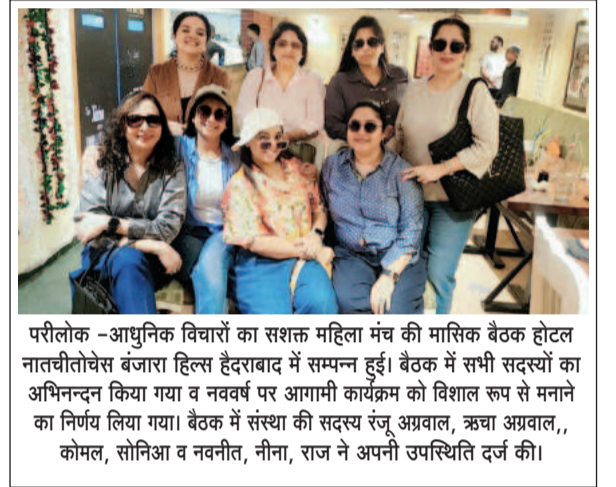 परीलोक –आधुनिक विचारों का सशक्त महिला मंच की मासिक बैठक होटल
नातचीतोचेस बंजारा हिल्स हैदराबाद में सम्पन्न हुई। बैठक में सभी सदस्यों का
अभिनन्दन किया गया व नववर्ष पर आगामी कार्यक्रम को विशाल रूप से मनाने
का निर्णय लिया गया। बैठक में संस्था की सदस्य रंजू अग्रवाल, ऋचा अग्रवाल,,
कोमल, सोनिआ व नवनीत, नीना, राज ने अपनी उपस्थिति दर्ज की।